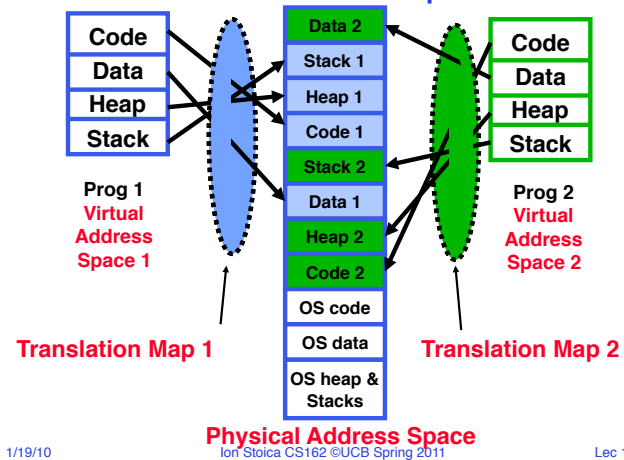 Code
Data
Heap
Stack
Prog 1
Virtual
Address
Space 1
Translation Map 1
Data 2
Stack 1
Heap 1
Code 1
Stack 2
Data 1
Heap 2
Code 2
OS code
OS data
OS heap &
Stacks
Physical Address Space
Code
Data
Heap
Stack
Prog 2
Virtual
Address
Space 2
Translation Map 2
1/19/10
Ion Stoica CS162 ©UCB Spring 2011
Lec 1